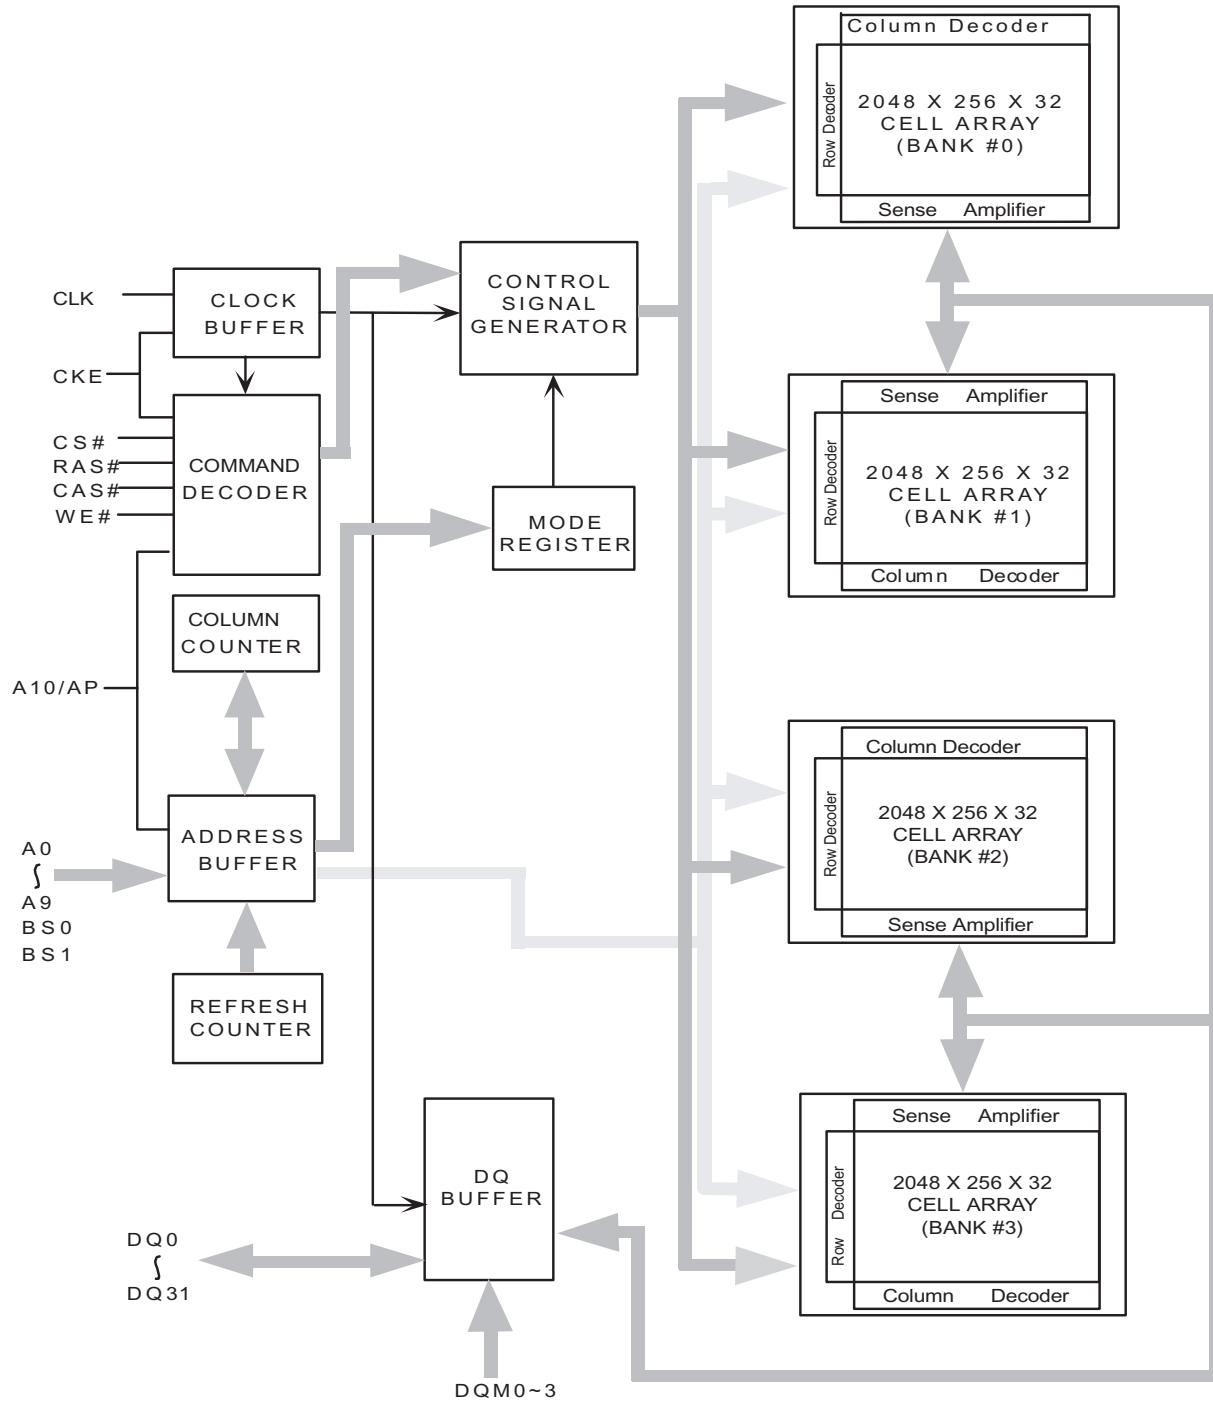 Column Decoder
Row Decoder
2048 X 256 X 32
CELL ARRAY
(BANK #0)
Sense Amplifier
CLK
CLOCK
BUFFER
CONTROL
SIGNAL
GENERATOR
CKE
CS#
RAS#
CAS#
WE#
COMMAND
DECODER
Sense Amplifier
Row Decoder
2048 X 256 X 32
CELL ARRAY
(BANK #1)
Column Decoder
MODE
REGISTER
COLUMN
COUNTER
A10/AP
Column Decoder
Row Decoder
2048 X 256 X 32
CELL ARRAY
(BANK #2)
Sense Amplifier
ADDRESS
BUFFER
A0
A9
BS0
BS1
REFRESH
COUNTER
Sense Amplifier
Row Decoder
2048 X 256 X 32
CELL ARRAY
(BANK #3)
Column Decoder
DQ
BUFFER
DQ0
DQ31
DQM0~3